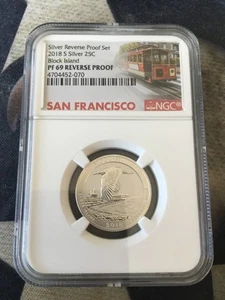 Silver Reverse Proof Set
2018 S Silver 25C
Block Island
PF 69 REVERSE PROOF
4704452-070
SAN FRANCISCO
NGC